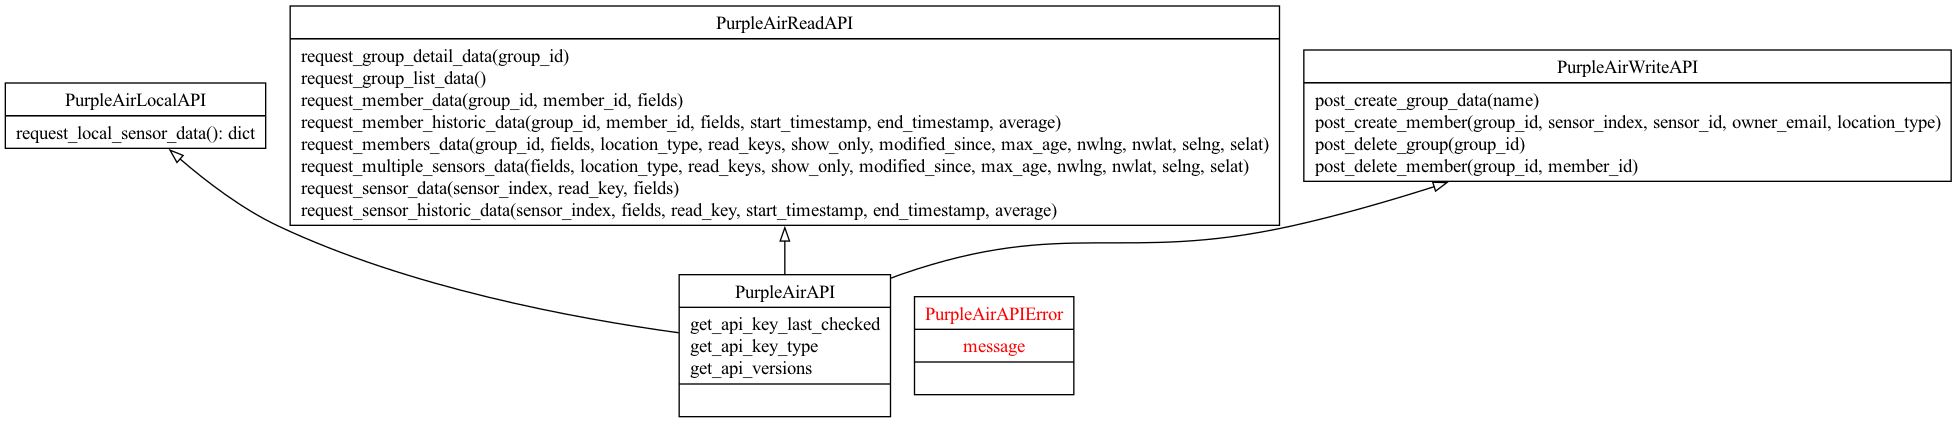 PurpleAirReadAPI
request_group_detail_data(group_id)
request_group_list_data()
request_member_data(group_id, member_id, fields)
request_member_historic_data(group_id, member_id, fields, start_timestamp, end_timestamp, average)
request_members_data(group_id, fields, location_type, read_keys, show_only, modified_since, max_age, nwlng, nwlat, selng, selat)
request_multiple_sensors_data(fields, location_type, read_keys, show_only, modified_since, max_age, nwlng, nwlat, selng, selat)
request_sensor_data(sensor_index, read_key, fields)
request_sensor_historic_data(sensor_index, fields, read_key, start_timestamp, end_timestamp, average)
PurpleAirWriteAPI
post_create_group_data(name)
post_create_member(group_id, sensor_index, sensor_id, owner_email, location_type)
post_delete_group(group_id)
post_delete_member(group_id, member_id)
PurpleAirLocalAPI
request_local_sensor_data(): dict
PurpleAirAPI
get_api_key_last_checked
get_api_key_type
get_api_versions
PurpleAirAPIError
message